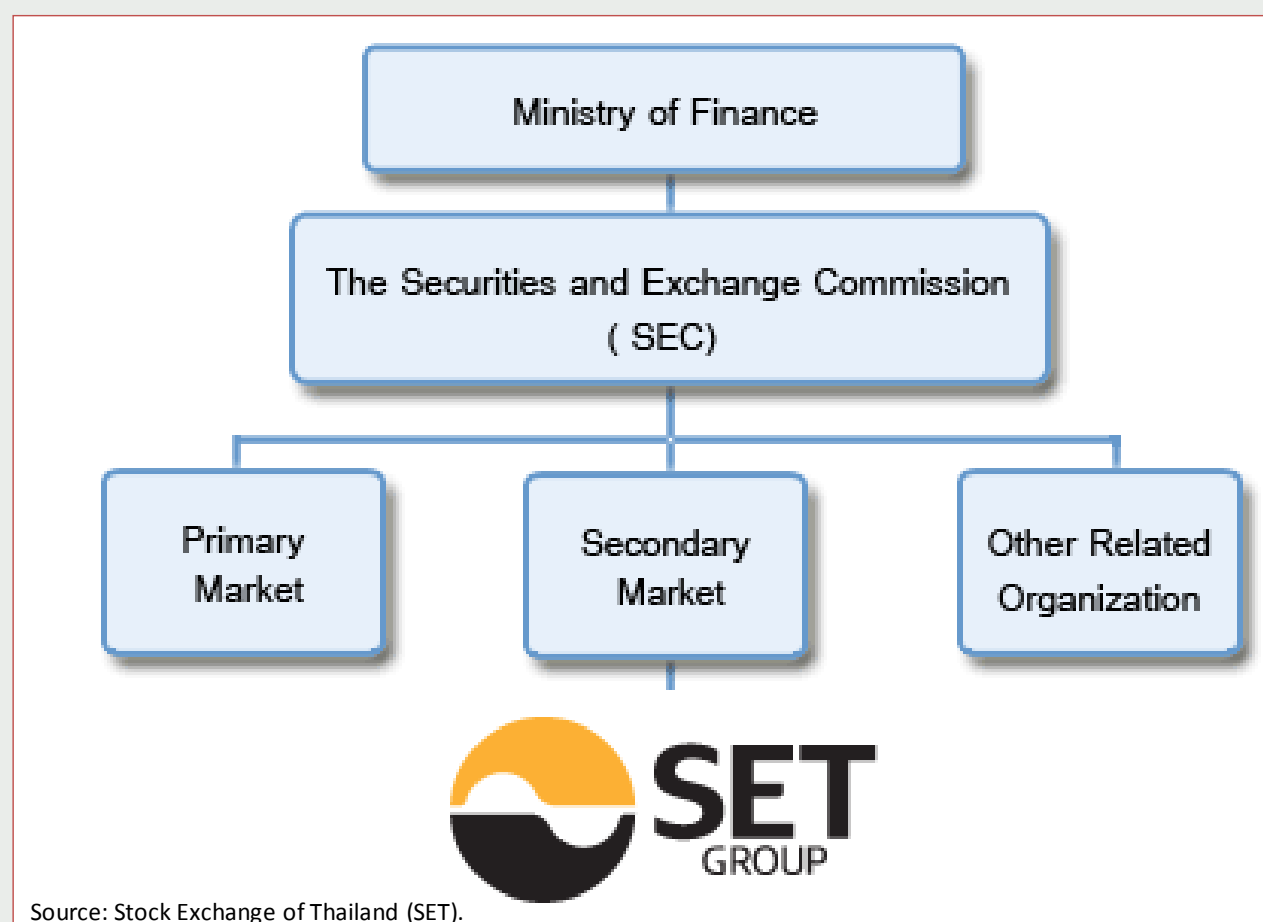 Ministry of Finance
The Securities and Exchange Commission
( SEC)
Primary
Market
Secondary
Market
Other Related
Organization
SET
GROUP
Source: Stock Exchange of Thailand (SET).